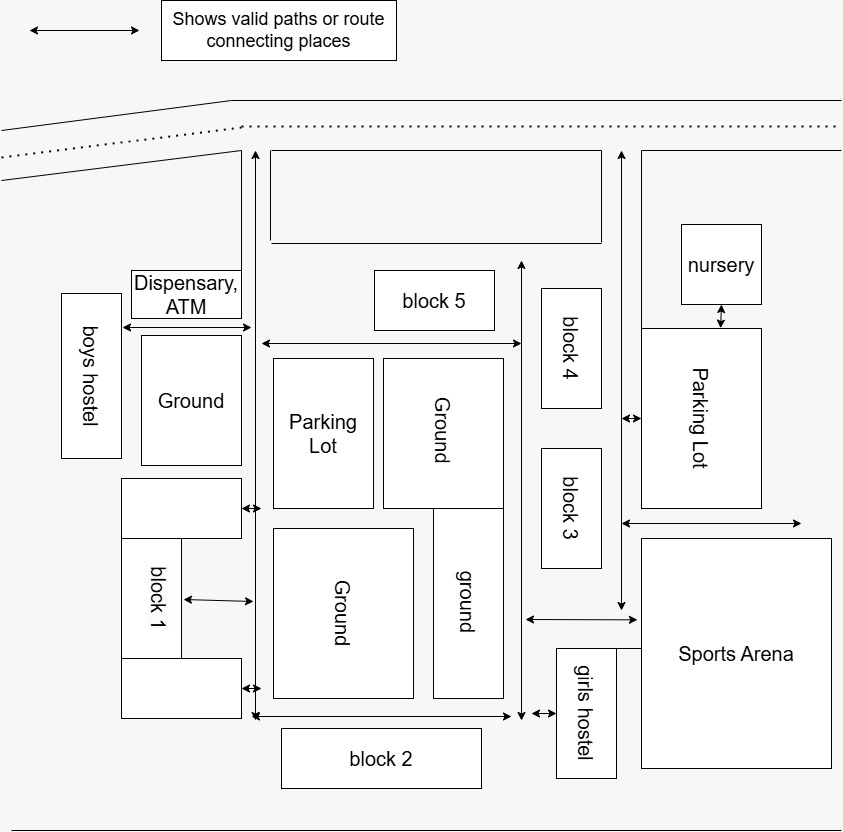 Shows valid paths or route
connecting places
nursery
Dispensary,
ATM
block 5
boys hostel
block 4
Ground
Parking
Lot
Ground
Parking Lot
block 3
block 1
Ground
ground
Sports Arena
girls hostel
block 2